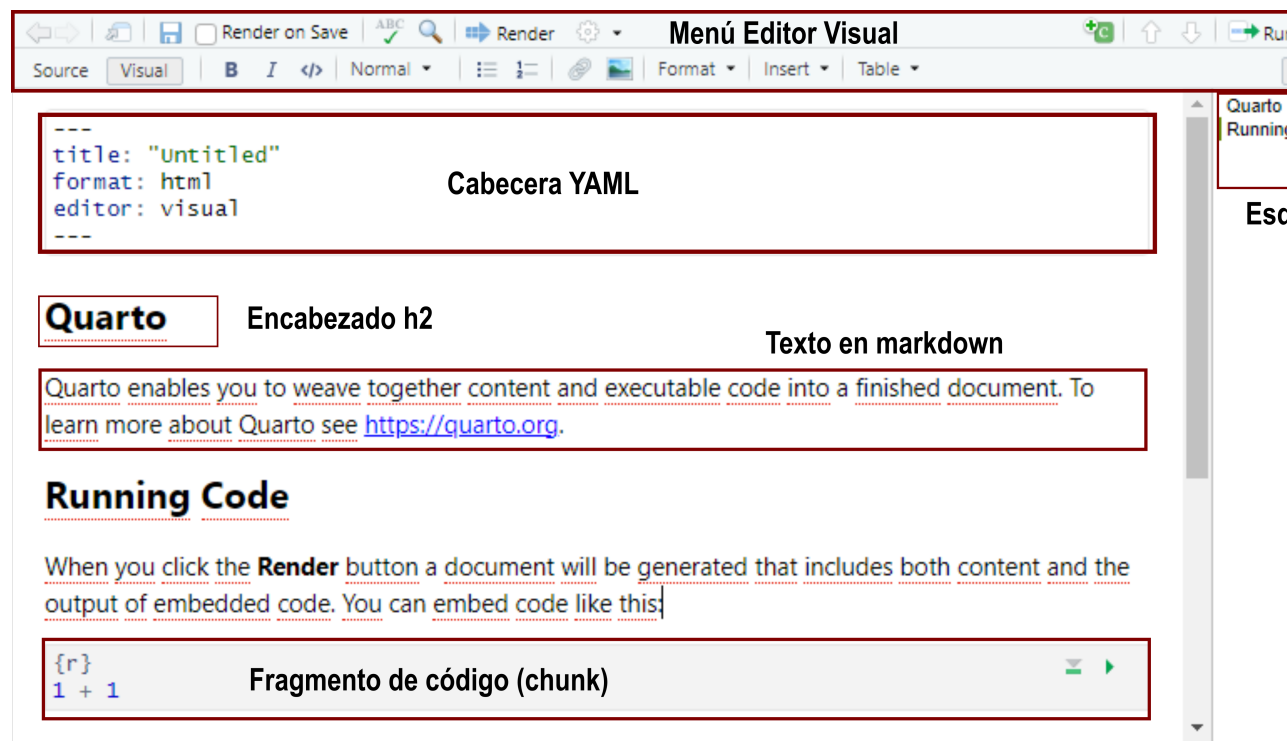 Render on Save ABC Render Menú Editor Visual C
Source Visual B I </> Normal Format Insert Table
---
title: "Untitled"
format: html
editor: visual
---
Cabecera YAML
Quarto
Encabezado h2
Texto en markdown
Quarto enables you to weave together content and executable code into a finished document. To
learn more about Quarto see https://quarto.org.
Running Code
When you click the Render button a document will be generated that includes both content and the
output of embedded code. You can embed code like this:
{r}
1 + 1
Fragmento de código (chunk)
Quarto